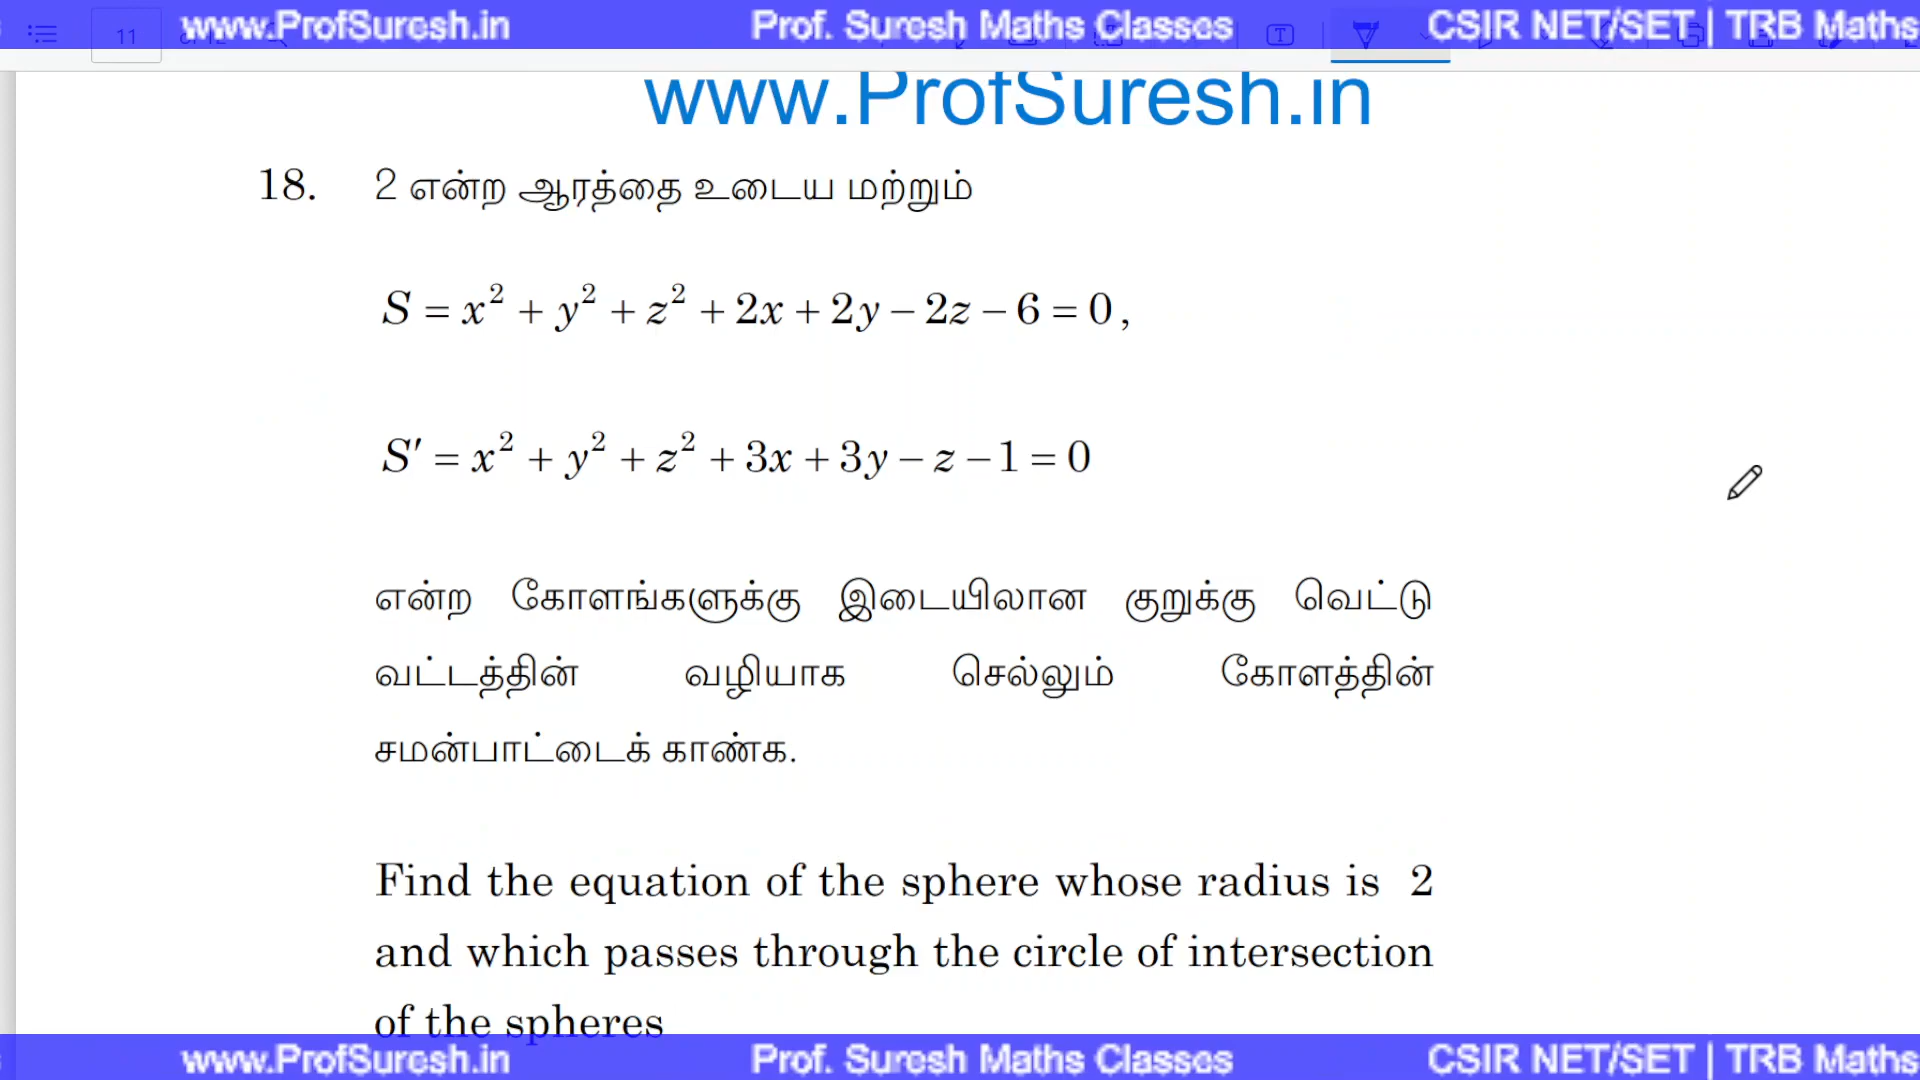 www.ProfSuresh.in Prof. Suresh Maths Classes CSIR NET/SET | TRB Maths
11
www.ProfSuresh.in
18. 2 என்ற ஆரத்தை உடைய மற்றும்
S = x² + y² + z² + 2x + 2y − 2z − 6 = 0,
S′ = x² + y² + z² + 3x + 3y − z − 1 = 0
என்ற கோளங்களுக்கு இடையிலான குறுக்கு வெட்டு
வட்டத்தின் வழியாக செல்லும் கோளத்தின்
சமன்பாட்டைக் காண்க.
Find the equation of the sphere whose radius is 2
and which passes through the circle of intersection
of the spheres
www.ProfSuresh.in Prof. Suresh Maths Classes CSIR NET/SET | TRB Maths